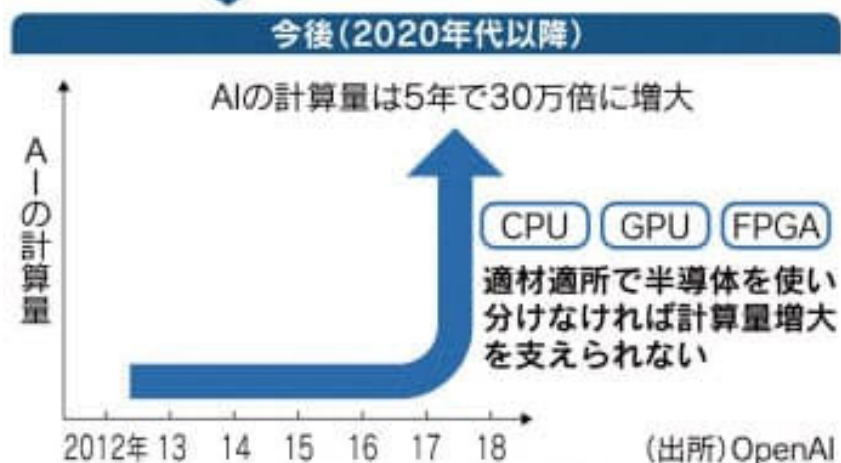 今後(2020年代以降)
AIの計算量は5年で30万倍に増大
AIの計算量
CPU GPU FPGA
適材適所で半導体を使い
分けなければ計算量増大
を支えられない
2012年 13 14 15 16 17 18
(出所)OpenAI